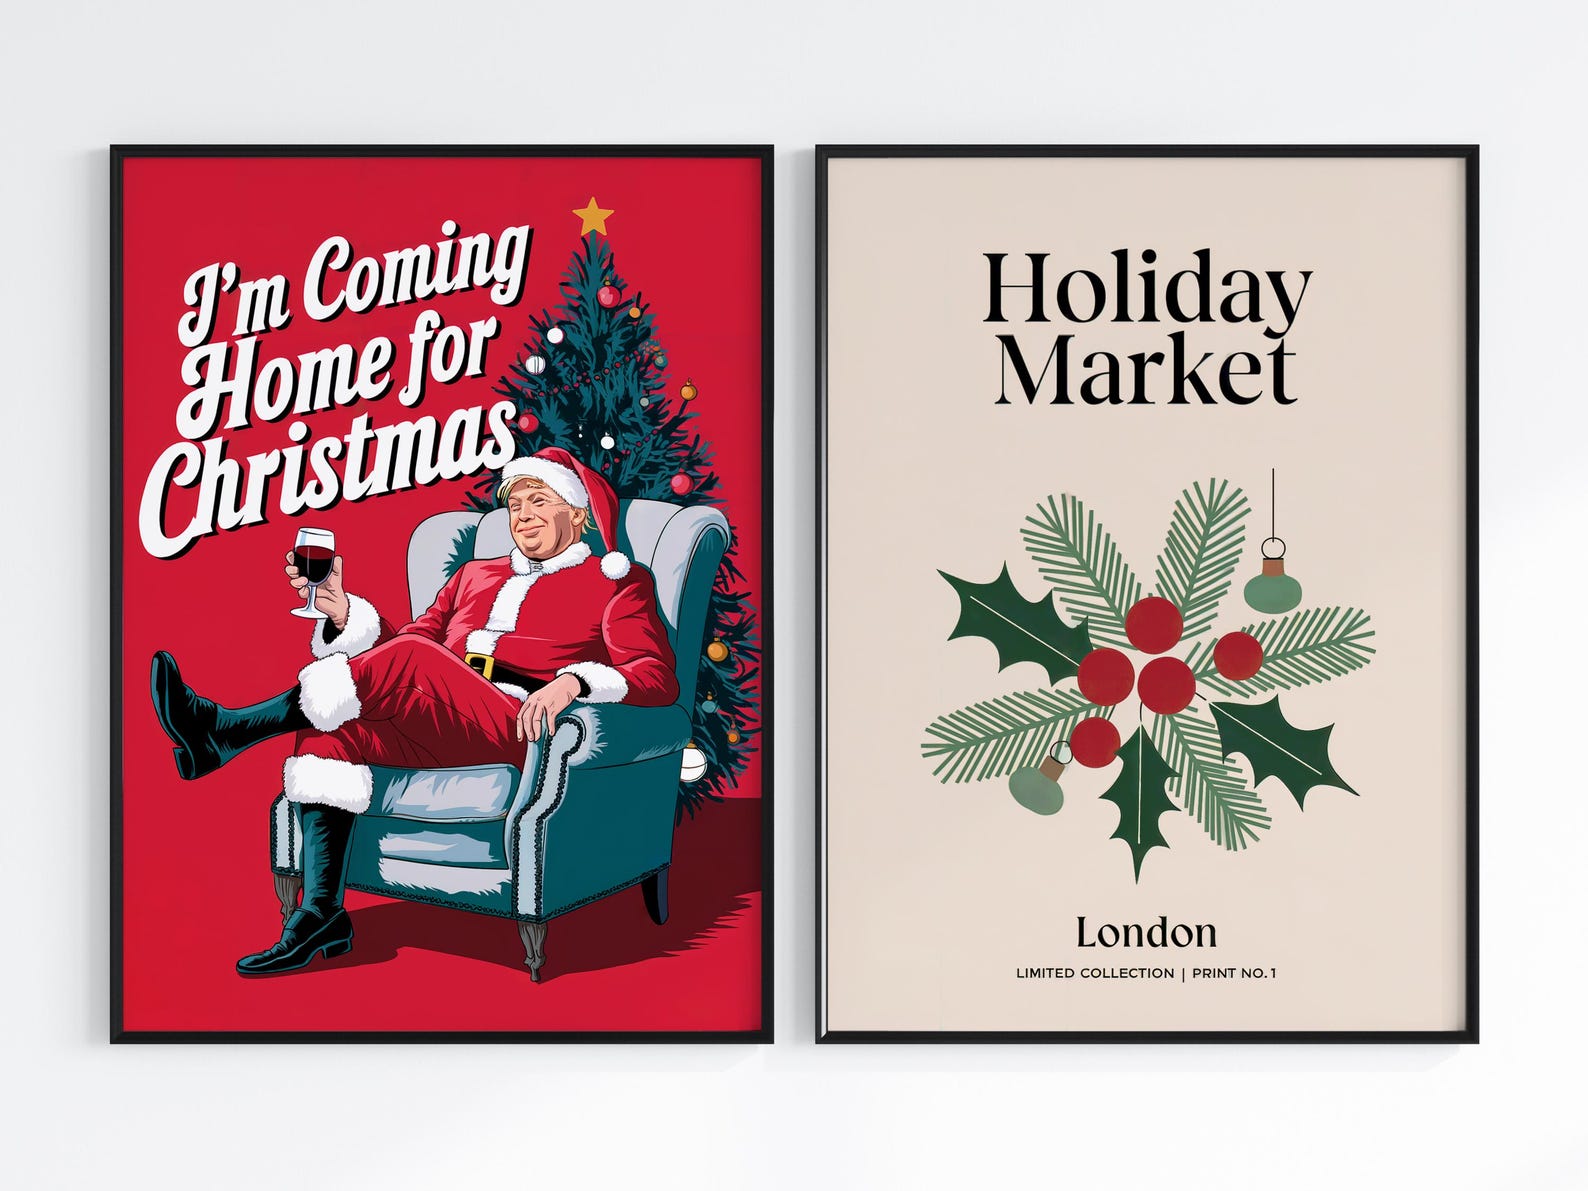 I'm Coming
Home for
Christmas
Holiday
Market
London
LIMITED COLLECTION | PRINT NO. 1